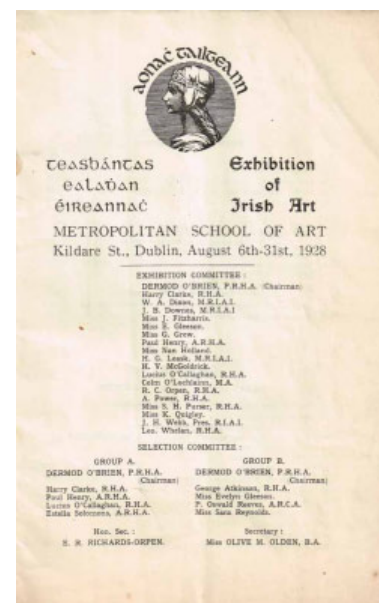 aonaċ tailteann
teasbántas
ealaḋan
éireannaċ
Exhibition
of
Irish Art
METROPOLITAN SCHOOL OF ART
Kildare St., Dublin, August 6th-31st, 1928
EXHIBITION COMMITTEE :
DERMOD O'BRIEN, P.R.H.A. (Chairman)
Harry Clarke, R.H.A.
W. A. Dixon, M.R.I.A.I.
J. B. Downes, M.R.I.A.I
Miss J. Fitzharris.
Miss E. Gleeson.
Miss G. Grew.
Paul Henry, A.R.H.A.
Miss Nan Holland.
H. G. Leask, M.R.I.A.I.
H. V. McGoldrick.
Lucius O'Callaghan, R.H.A.
Colm O'Lochlainn, M.A.
R. C. Orpen, R.H.A.
A. Power, R.H.A.
Miss S. H. Purser, R.H.A.
Miss K. Quigley.
J. H. Webb, Pres. R.I.A.I.
Leo. Whelan, R.H.A.
SELECTION COMMITTEE :
GROUP A.
DERMOD O'BRIEN, P.R.H.A.
(Chairman)
Harry Clarke, R.H.A.
Paul Henry, A.R.H.A.
Lucius O'Callaghan, R.H.A.
Estella Solomons, A.R.H.A.
GROUP B.
DERMOD O'BRIEN, P.R.H.A.
(Chairman)
George Atkinson, R.H.A.
Miss Evelyn Gleeson.
P. Oswald Reeves, A.R.C.A.
Miss Sara Reynolds.
Hon. Sec. :
E. R. RICHARDS-ORPEN.
Secretary :
Miss OLIVE M. OLDEN, B.A.